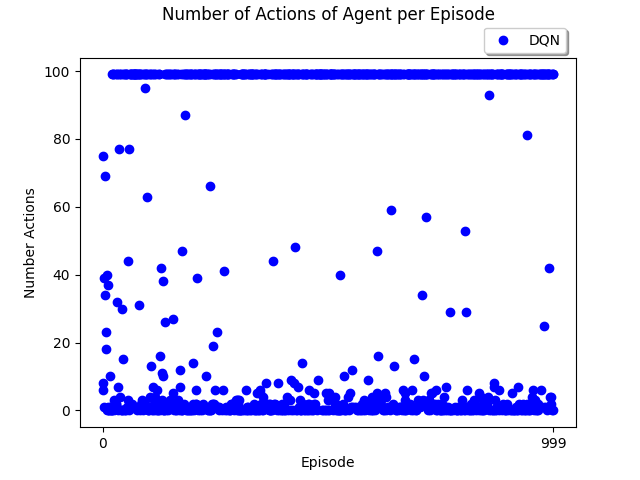 Number of Actions of Agent per Episode
DQN
100
80
60
40
20
0
Number Actions
0
999
Episode